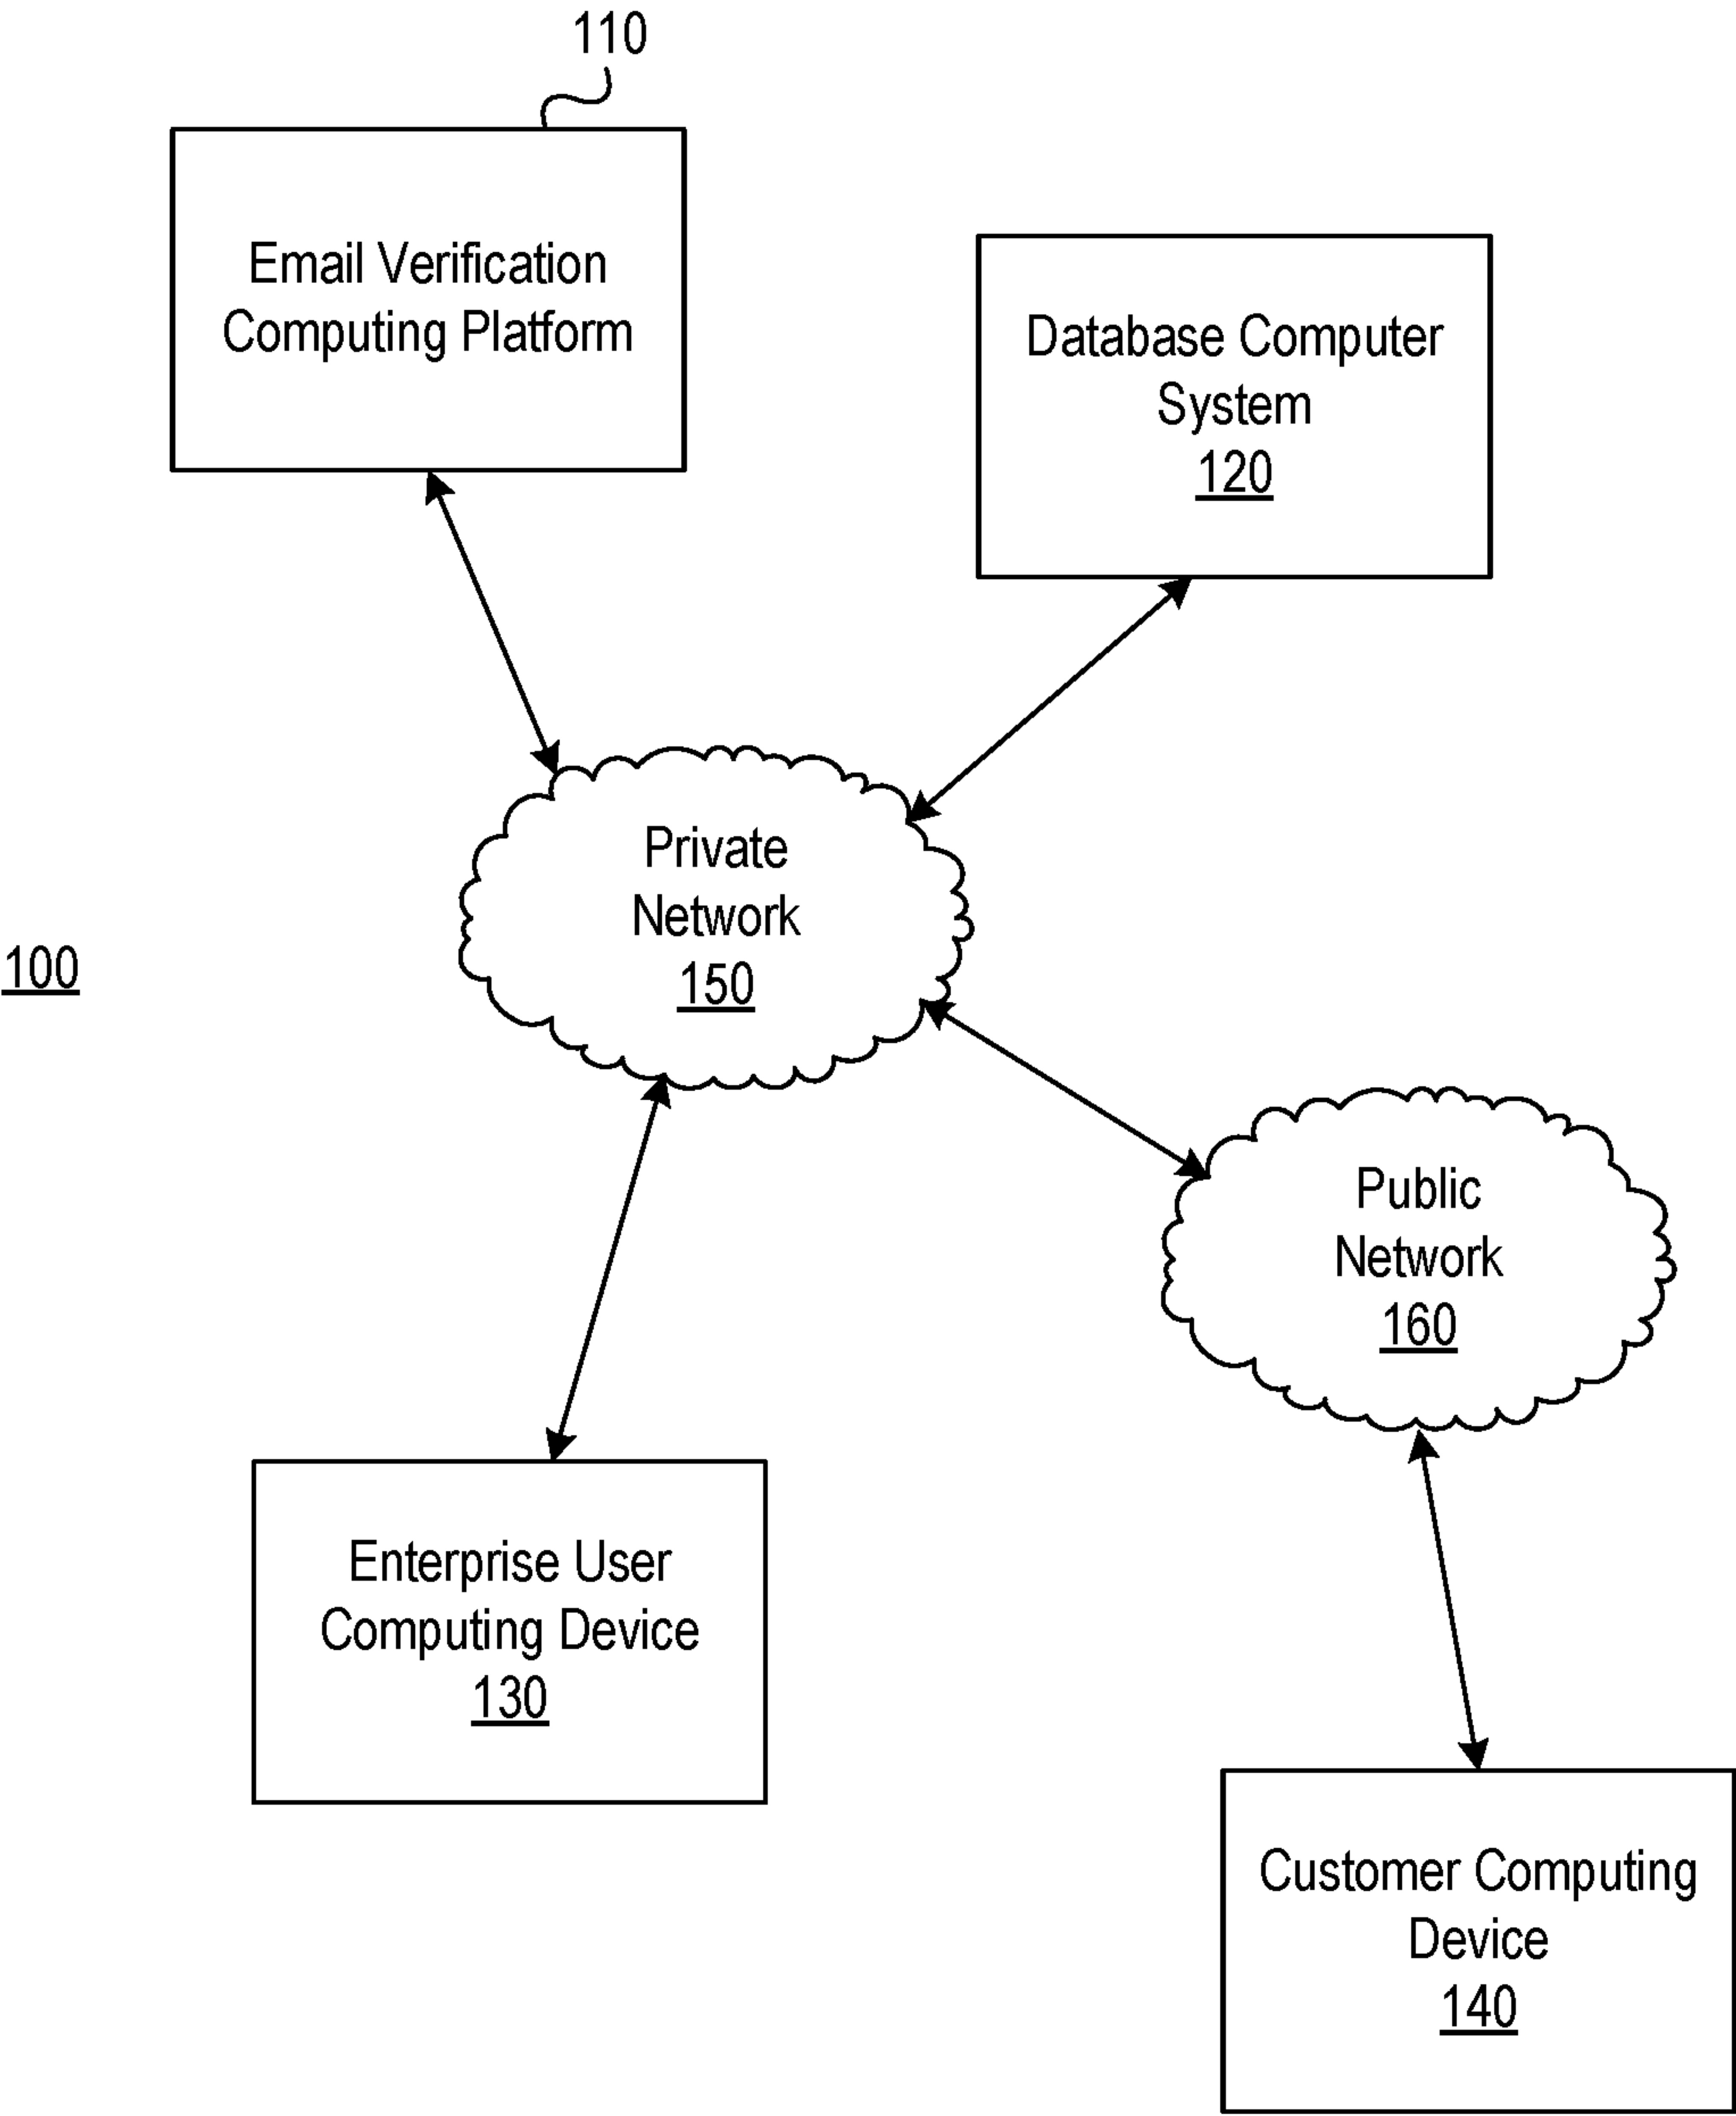 110
Email Verification
Computing Platform
Database Computer
System
120
Private
Network
150
100
Public
Network
160
Enterprise User
Computing Device
130
Customer Computing
Device
140